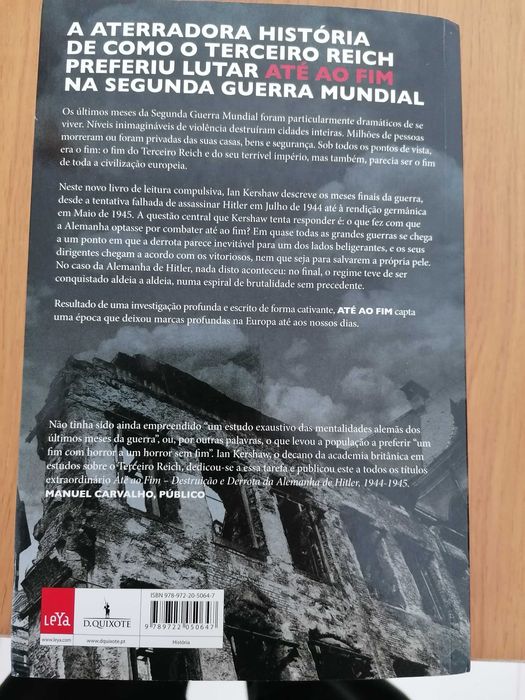 A ATERRADORA HISTÓRIA
DE COMO O TERCEIRO REICH
PREFERIU LUTAR ATÉ AO FIM
NA SEGUNDA GUERRA MUNDIAL
Os últimos meses da Segunda Guerra Mundial foram particularmente dramáticos de se
viver. Níveis inimagináveis de violência destruíram cidades inteiras. Milhões de pessoas
morreram ou foram privadas das suas casas, bens e segurança. Sob todos os pontos de vista,
era o fim: o fim do Terceiro Reich e do seu terrível império, mas também, parecia ser o fim
de toda a civilização europeia.
Neste novo livro de leitura compulsiva, Ian Kershaw descreve os meses finais da guerra,
desde a tentativa falhada de assassinar Hitler em Julho de 1944 até à rendição germânica
em Maio de 1945. A questão central que Kershaw tenta responder é: o que fez com que
a Alemanha optasse por combater até ao fim? Em quase todas as grandes guerras se chega
a um ponto em que a derrota parece inevitável para um dos lados beligerantes, e os seus
dirigentes chegam a acordo com os vitoriosos, nem que seja para salvarem a própria pele.
No caso da Alemanha de Hitler, nada disto aconteceu: no final, o regime teve de ser
conquistado aldeia a aldeia, numa espiral de brutalidade sem precedente.
Resultado de uma investigação profunda e escrito de forma cativante, ATÉ AO FIM capta
uma época que deixou marcas profundas na Europa até aos nossos dias.
Não tinha sido ainda empreendido "um estudo exaustivo das mentalidades alemãs dos
últimos meses da guerra", ou, por outras palavras, o que levou a população a preferir "um
fim com horror a um horror sem fim". Ian Kershaw, o decano da academia britânica em
estudos sobre o Terceiro Reich, dedicou-se a essa tarefa e publicou este a todos os títulos
extraordinário Até ao Fim – Destruição e Derrota da Alemanha de Hitler, 1944-1945.
MANUEL CARVALHO, PÚBLICO
ISBN 978-972-20-5064-7
LeYa
D.QUIXOTE
9 789722 050647
www.leya.com
www.dquixote.pt
História